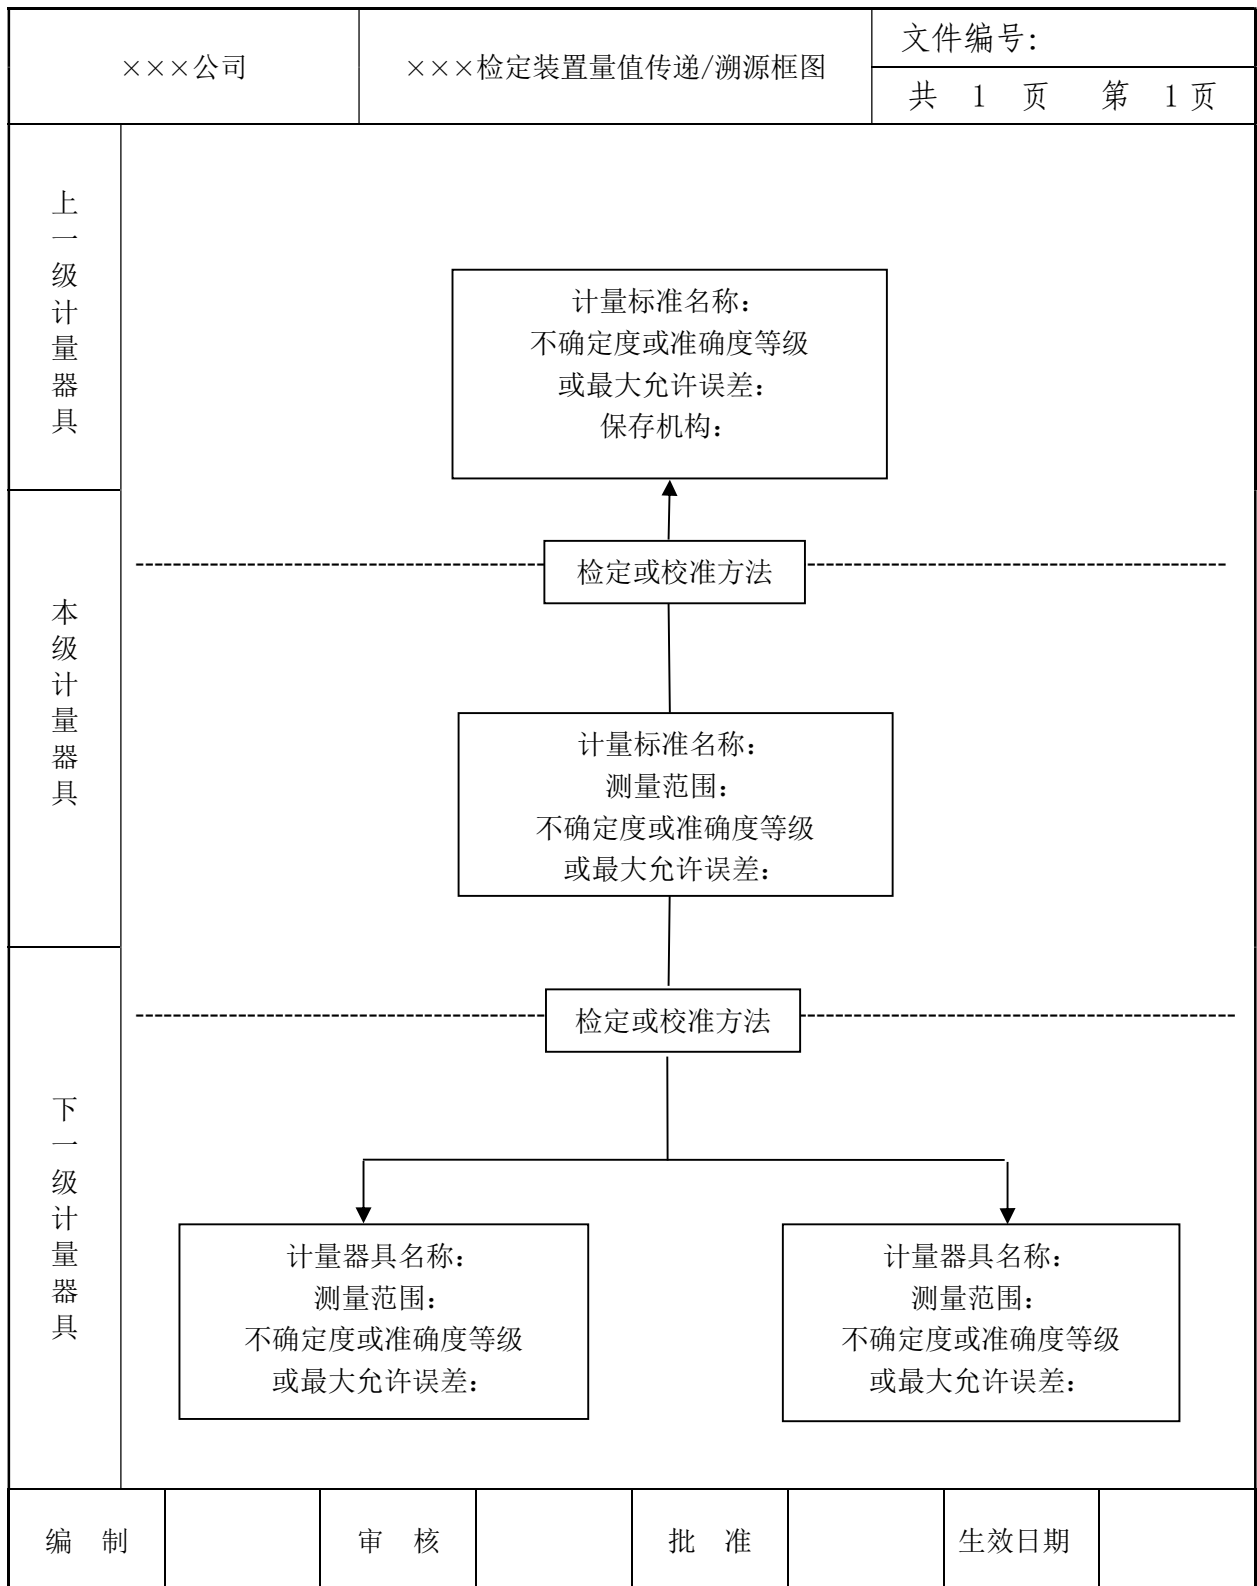 ×××公司
×××检定装置量值传递/溯源框图
文件编号:
共 1 页 第 1页
上一级计量器具
计量标准名称：
不确定度或准确度等级
或最大允许误差：
保存机构：
检定或校准方法
本级计量器具
计量标准名称：
测量范围：
不确定度或准确度等级
或最大允许误差：
检定或校准方法
下一级计量器具
计量器具名称：
测量范围：
不确定度或准确度等级
或最大允许误差：
计量器具名称：
测量范围：
不确定度或准确度等级
或最大允许误差：
编 制 审 核 批 准 生效日期